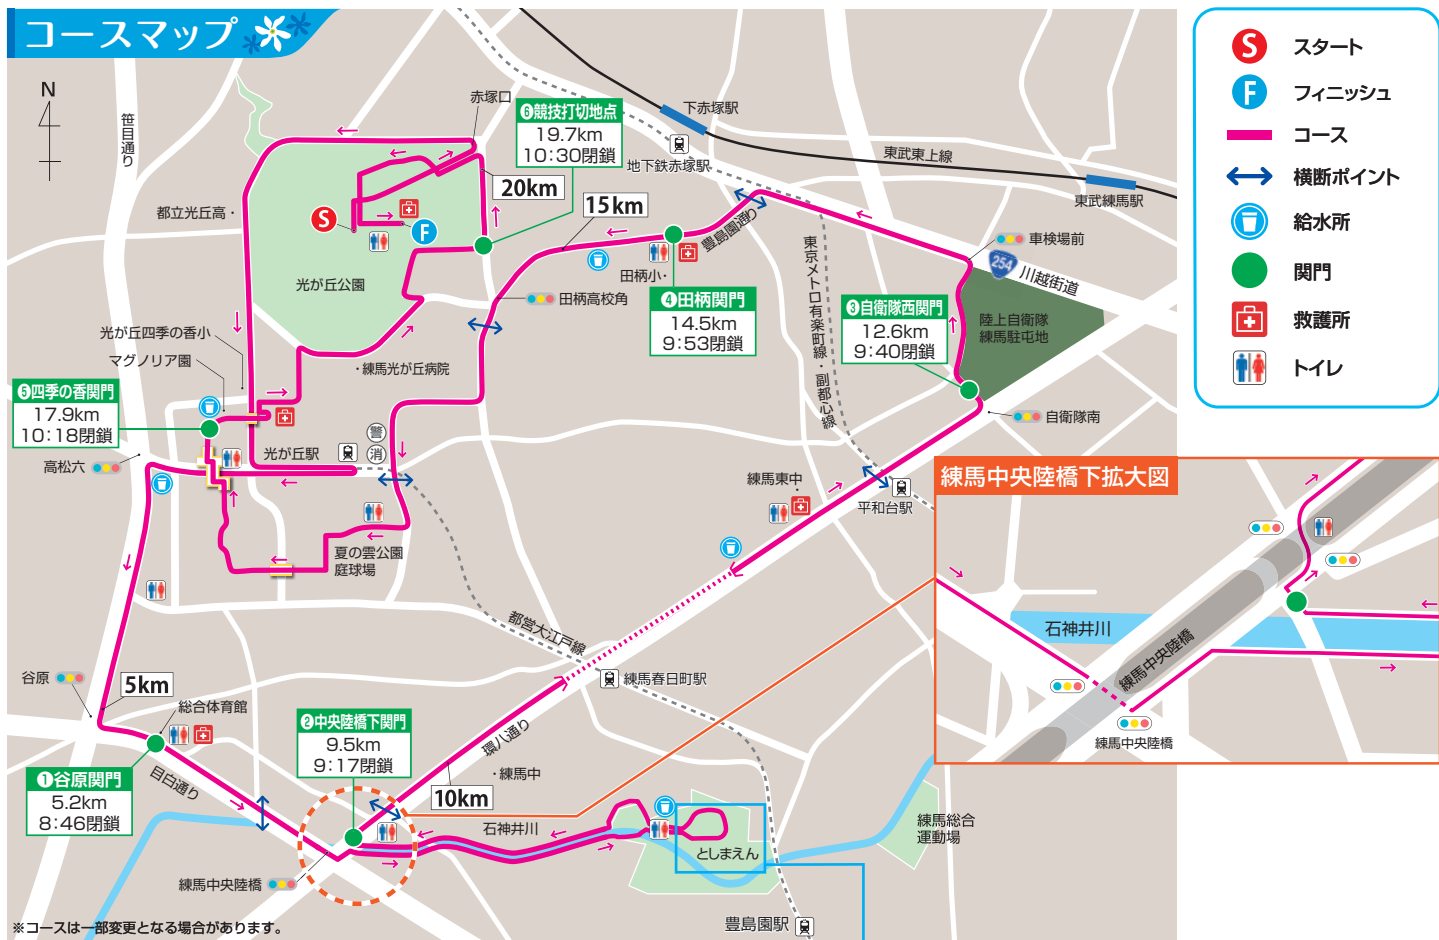 コースマップ
N
笹目通り
赤塚口
❻競技打切地点
19.7km
10:30閉鎖
下赤塚駅
地下鉄赤塚駅
東武東上線
東武練馬駅
都立光丘高・
S
F
20km
15km
豊島園通り
田柄小・
東京メトロ有楽町線・副都心線
車検場前
254
川越街道
光が丘公園
田柄高校角
❹田柄関門
14.5km
9:53閉鎖
❸自衛隊西関門
12.6km
9:40閉鎖
陸上自衛隊
練馬駐屯地
光が丘四季の香小
マグノリア園
・練馬光が丘病院
❺四季の香関門
17.9km
10:18閉鎖
自衛隊南
高松六
光が丘駅
警
消
練馬東中
平和台駅
夏の雲公園
庭球場
都営大江戸線
練馬春日町駅
谷原
5km
総合体育館
❷中央陸橋下関門
9.5km
9:17閉鎖
環八通り
・練馬中
10km
❶谷原関門
5.2km
8:46閉鎖
目白通り
石神井川
としまえん
練馬総合
運動場
練馬中央陸橋
豊島園駅
※コースは一部変更となる場合があります。
S スタート
F フィニッシュ
コース
横断ポイント
給水所
関門
救護所
トイレ
練馬中央陸橋下拡大図
石神井川
練馬中央陸橋
練馬中央陸橋